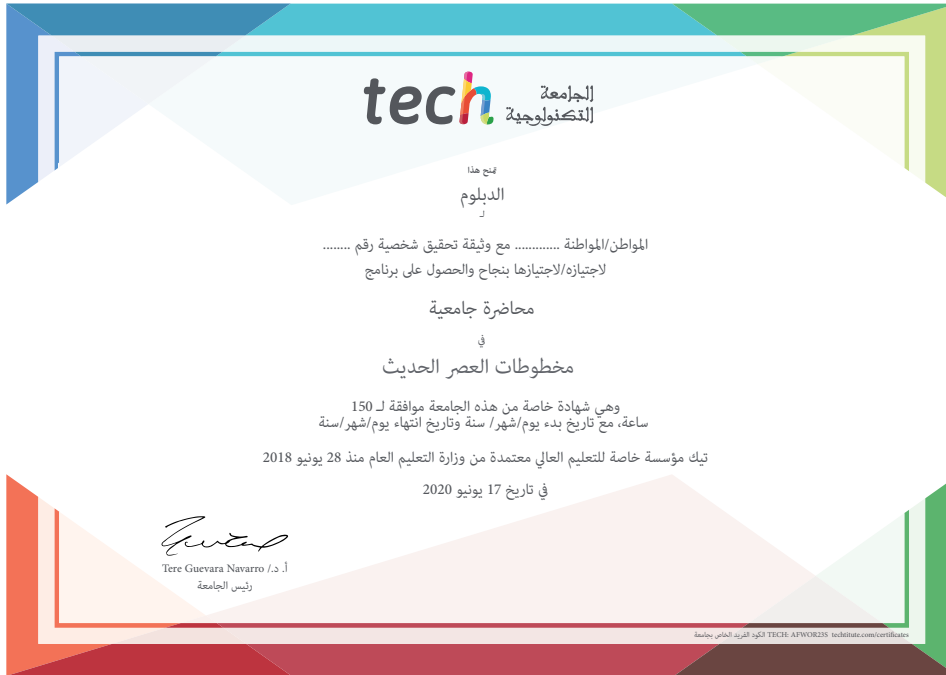 tech الجامعة
التكنولوجية
تمنح هذا
الدبلوم
لـ
المواطن/المواطنة ............ مع وثيقة تحقيق شخصية رقم ........
لاجتيازه/لاجتيازها بنجاح والحصول على برنامج
محاضرة جامعية
في
مخطوطات العصر الحديث
وهي شهادة خاصة من هذه الجامعة موافقة لـ 150
ساعة، مع تاريخ بدء يوم/شهر/ سنة وتاريخ انتهاء يوم/شهر/سنة
تيك مؤسسة خاصة للتعليم العالي معتمدة من وزارة التعليم العام منذ 28 يونيو 2018
في تاريخ 17 يونيو 2020
أ. د./ Tere Guevara Navarro
رئيس الجامعة
الكود الفريد الخاص بجامعة TECH: AFWOR23S techtitute.com/certificates